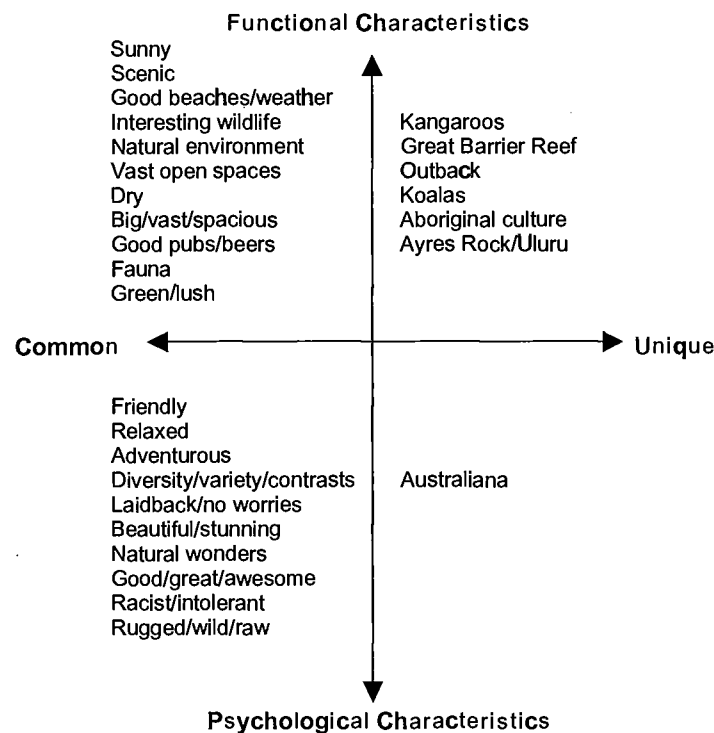 Functional Characteristics
Sunny
Scenic
Good beaches/weather
Interesting wildlife
Natural environment
Vast open spaces
Dry
Big/vast/spacious
Good pubs/beers
Fauna
Green/lush
Kangaroos
Great Barrier Reef
Outback
Koalas
Aboriginal culture
Ayres Rock/Uluru
Common
Unique
Friendly
Relaxed
Adventurous
Diversity/variety/contrasts
Laidback/no worries
Beautiful/stunning
Natural wonders
Good/great/awesome
Racist/intolerant
Rugged/wild/raw
Australiana
Psychological Characteristics